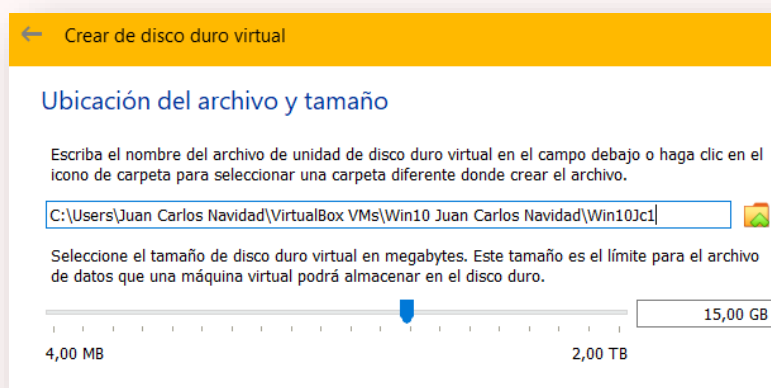 Crear de disco duro virtual
Ubicación del archivo y tamaño
Escriba el nombre del archivo de unidad de disco duro virtual en el campo debajo o haga clic en el
icono de carpeta para seleccionar una carpeta diferente donde crear el archivo.
C:\Users\Juan Carlos Navidad\VirtualBox VMs\Win10 Juan Carlos Navidad\Win10Jc1
Seleccione el tamaño de disco duro virtual en megabytes. Este tamaño es el límite para el archivo
de datos que una máquina virtual podrá almacenar en el disco duro.
15,00 GB
4,00 MB 2,00 TB